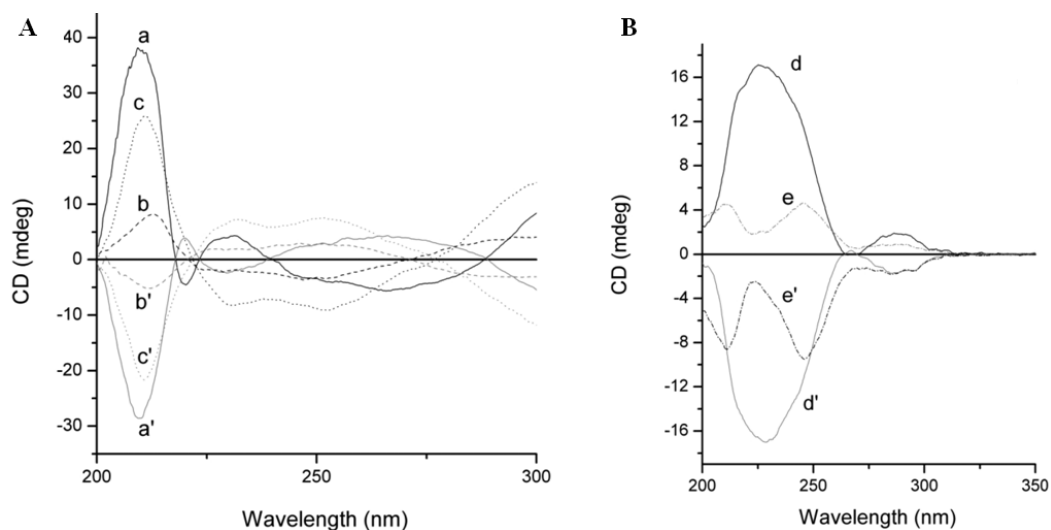 A
40
30
20
10
0
-10
-20
-30
CD (mdeg)
200
250
300
Wavelength (nm)
a
c
b
b'
c'
a'
B
16
12
8
4
0
-4
-8
-12
-16
CD (mdeg)
200
250
300
350
Wavelength (nm)
d
e
e'
d'